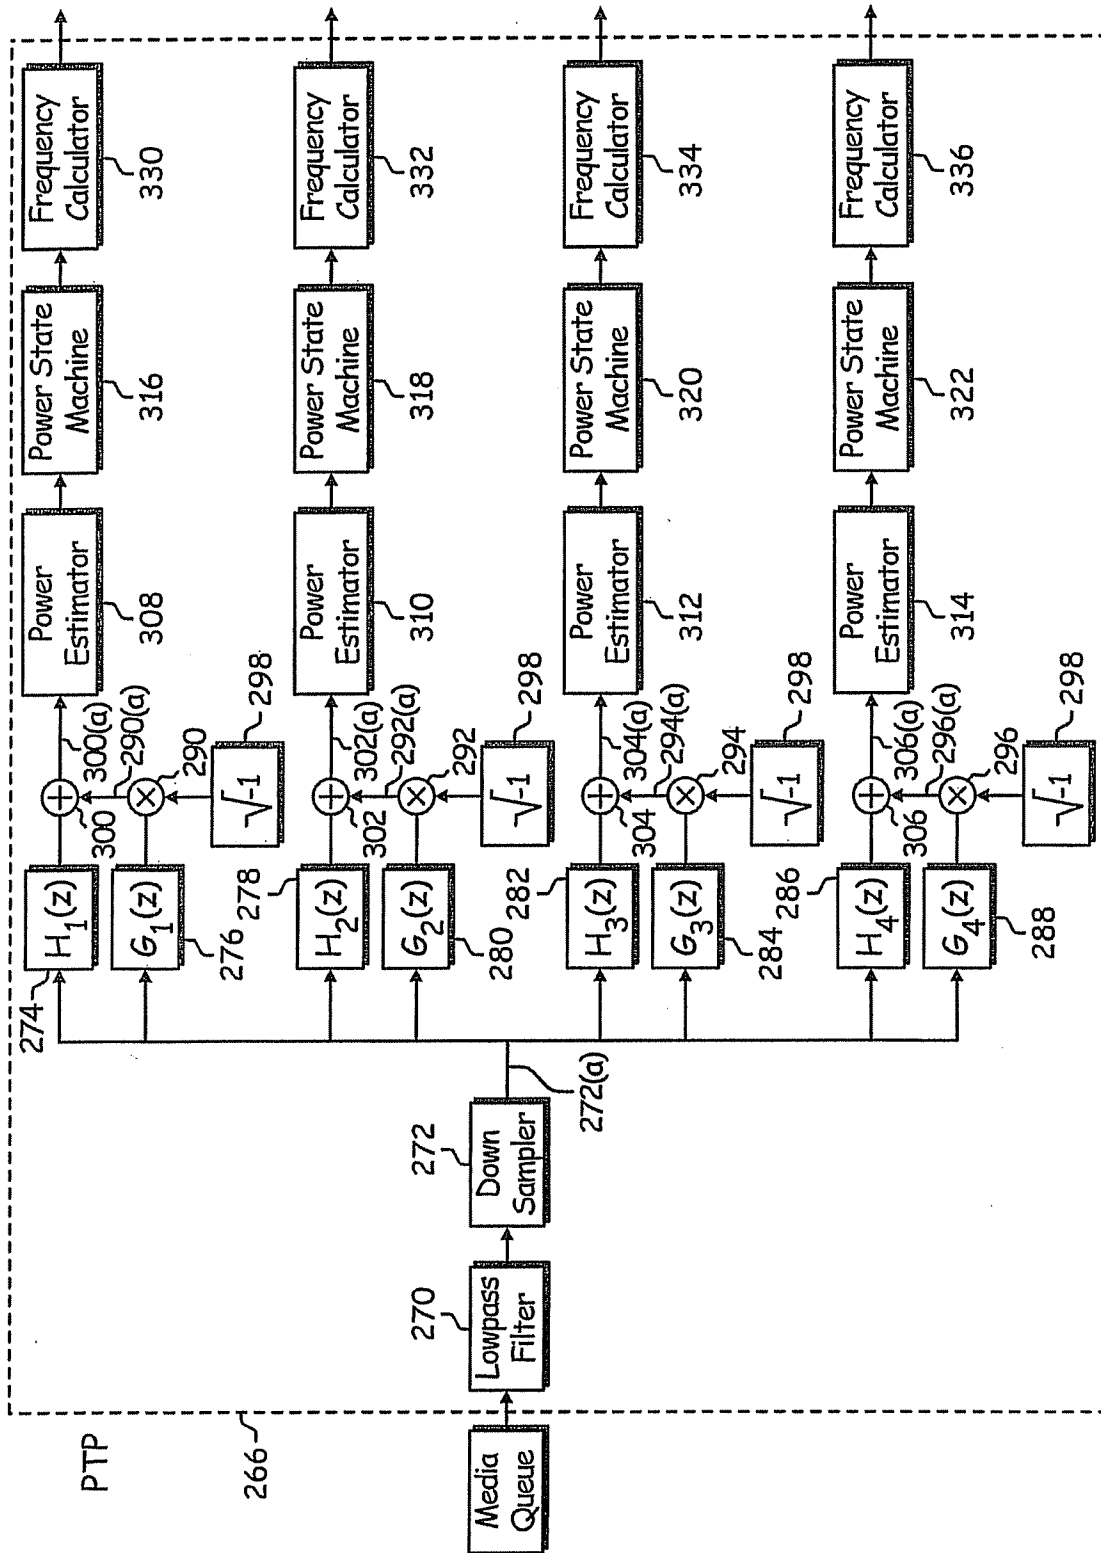 PTP
266
Media
Queue
270
Lowpass
Filter
272
Down
Sampler
272(a)
274
H1(z)
276
G1(z)
300
290
290(a)
300(a)
298
√-1
308
Power
Estimator
316
Power State
Machine
330
Frequency
Calculator
278
H2(z)
280
G2(z)
302
292
292(a)
302(a)
298
√-1
310
Power
Estimator
318
Power State
Machine
332
Frequency
Calculator
282
H3(z)
284
G3(z)
304
294
294(a)
304(a)
298
√-1
312
Power
Estimator
320
Power State
Machine
334
Frequency
Calculator
286
H4(z)
288
G4(z)
306
296
296(a)
306(a)
298
√-1
314
Power
Estimator
322
Power State
Machine
336
Frequency
Calculator